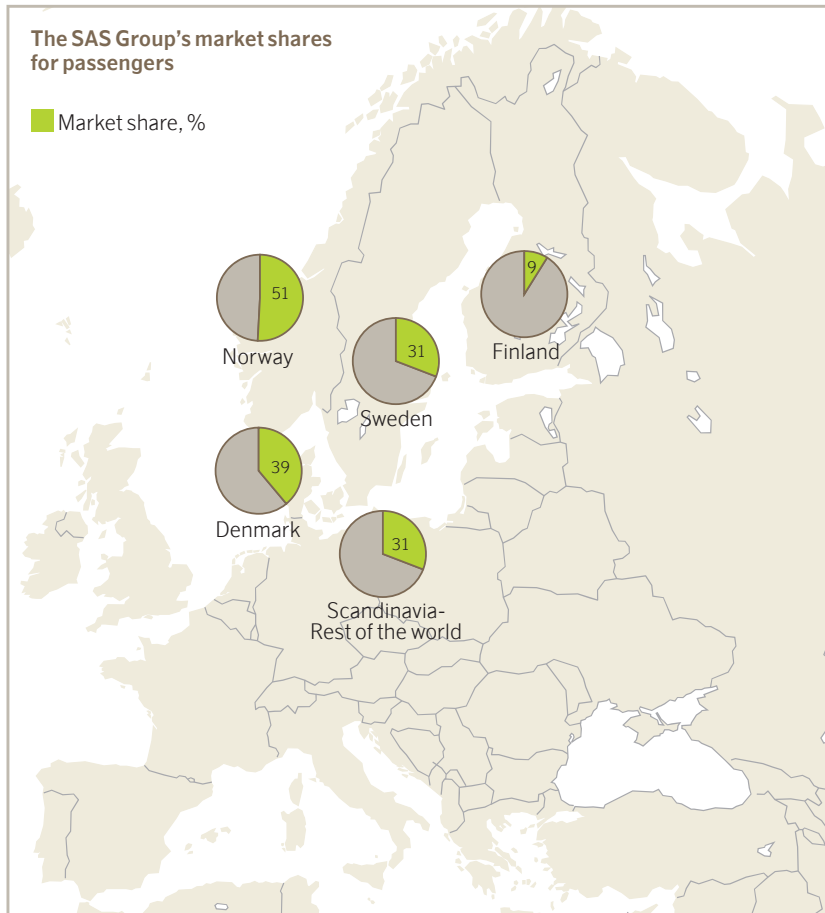 The SAS Group's market shares
for passengers
Market share, %
51
Norway
9
Finland
31
Sweden
39
Denmark
31
Scandinavia-
Rest of the world